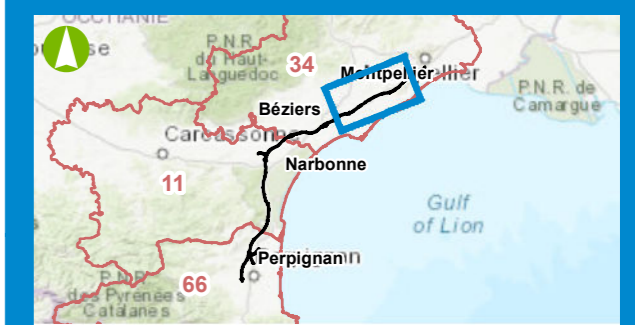 OCCITANIE
P.N.R.
du Haut-
Languedoc
34
Montpellier
P.N.R. de
Camargue
Béziers
Carcassonne
Narbonne
11
Gulf
of Lion
Perpignan
66
P.N.R.
des Pyrénées
Catalanes